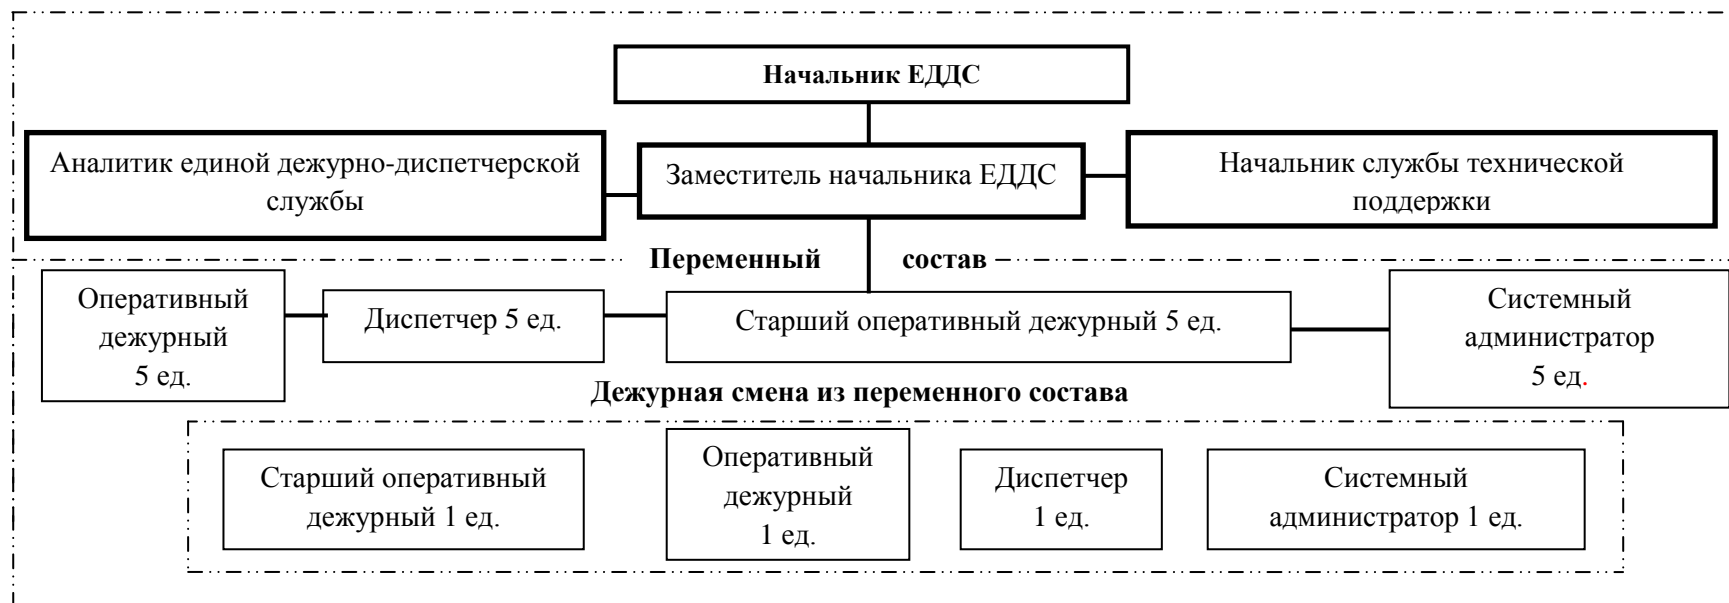 Начальник ЕДДС
Аналитик единой дежурно-диспетчерской
службы
Заместитель начальника ЕДДС
Начальник службы технической
поддержки
Переменный состав
Оперативный
дежурный
5 ед.
Диспетчер 5 ед.
Старший оперативный дежурный 5 ед.
Системный
администратор
5 ед.
Дежурная смена из переменного состава
Старший оперативный
дежурный 1 ед.
Оперативный
дежурный
1 ед.
Диспетчер
1 ед.
Системный
администратор 1 ед.